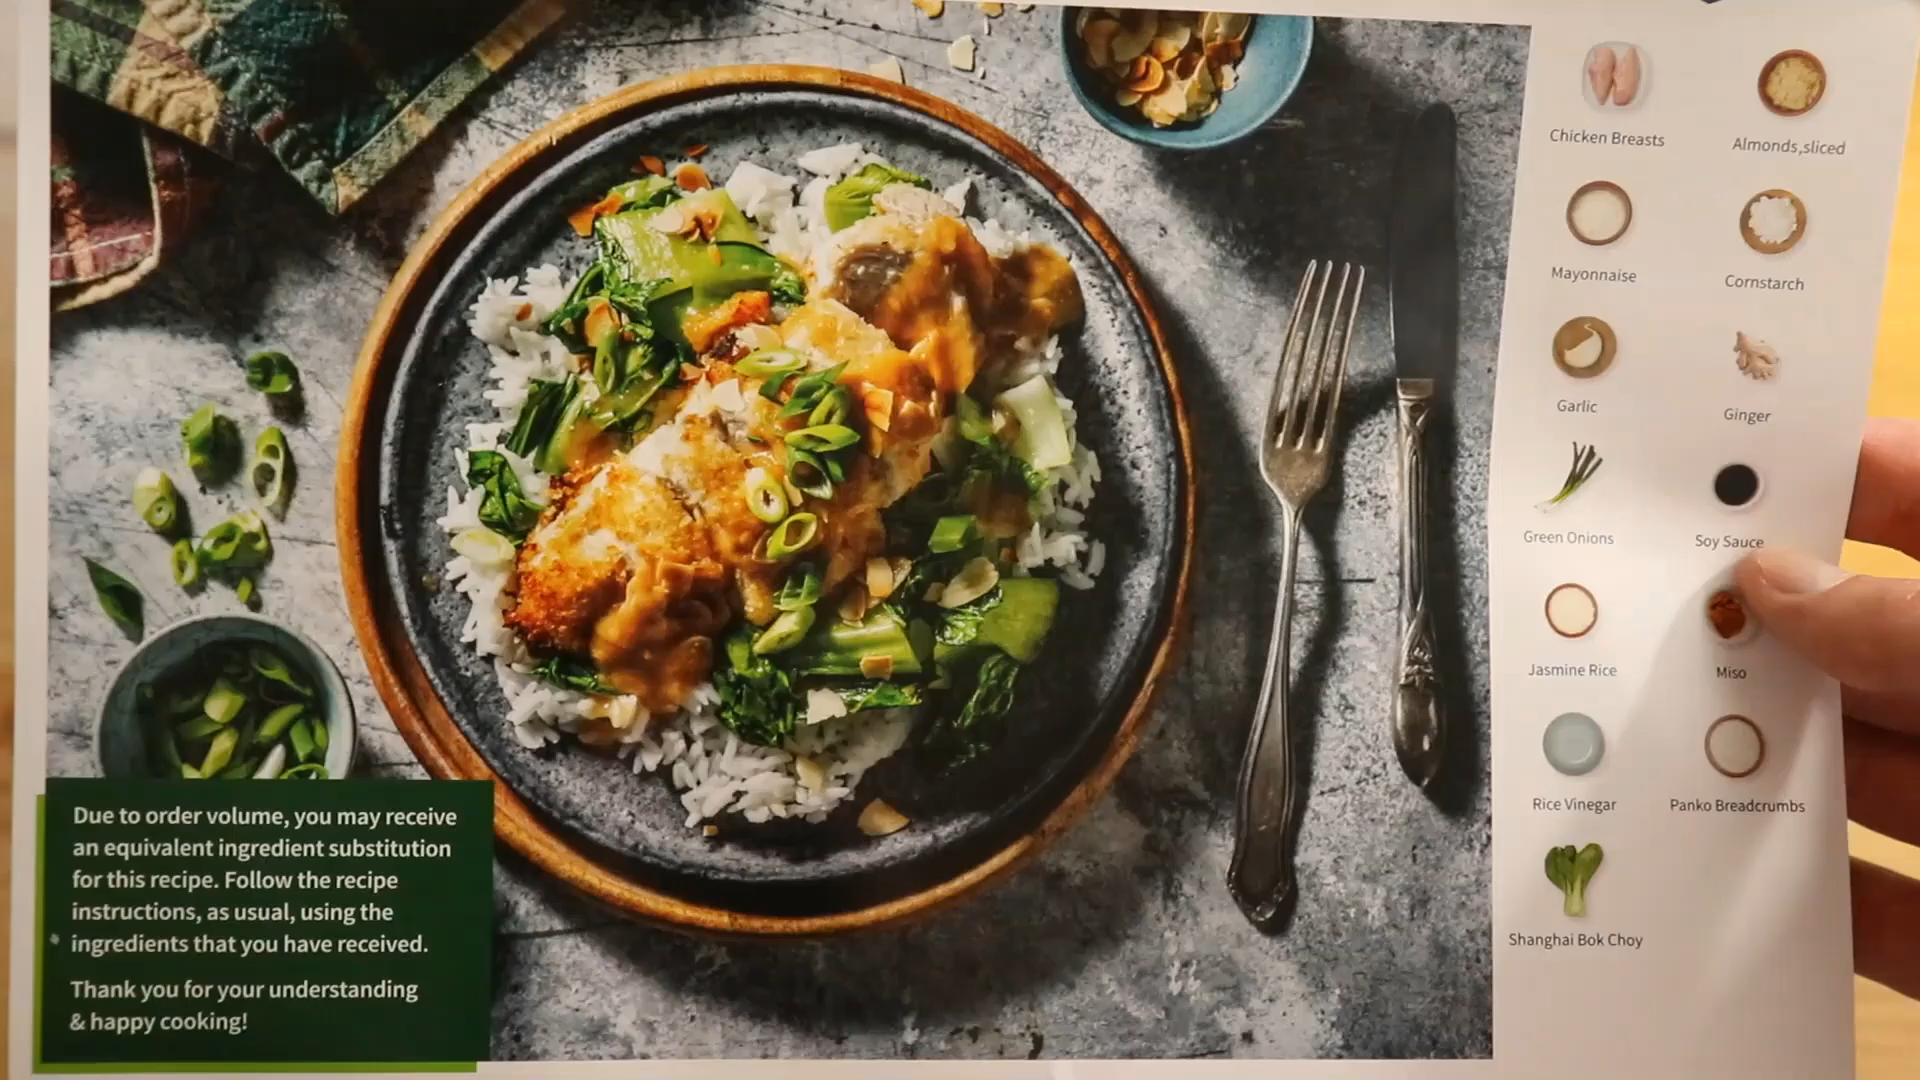 Chicken Breasts
Almonds,sliced
Mayonnaise
Cornstarch
Garlic
Ginger
Green Onions
Soy Sauce
Jasmine Rice
Miso
Rice Vinegar
Panko Breadcrumbs
Shanghai Bok Choy
Due to order volume, you may receive
an equivalent ingredient substitution
for this recipe. Follow the recipe
instructions, as usual, using the
ingredients that you have received.
Thank you for your understanding
& happy cooking!